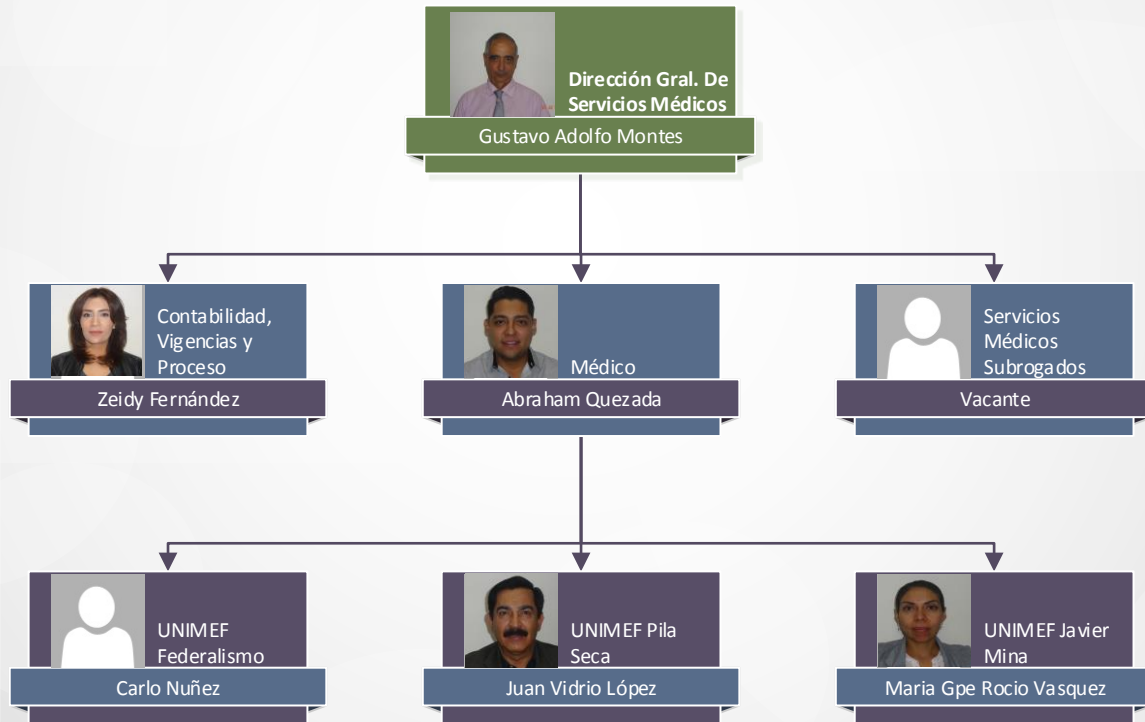 Dirección Gral. De
Servicios Médicos
Gustavo Adolfo Montes
Contabilidad,
Vigencias y
Proceso
Zeidy Fernández
Médico
Abraham Quezada
Servicios
Médicos
Subrogados
Vacante
UNIMEF
Federalismo
Carlo Nuñez
UNIMEF Pila
Seca
Juan Vidrio López
UNIMEF Javier
Mina
Maria Gpe Rocio Vasquez